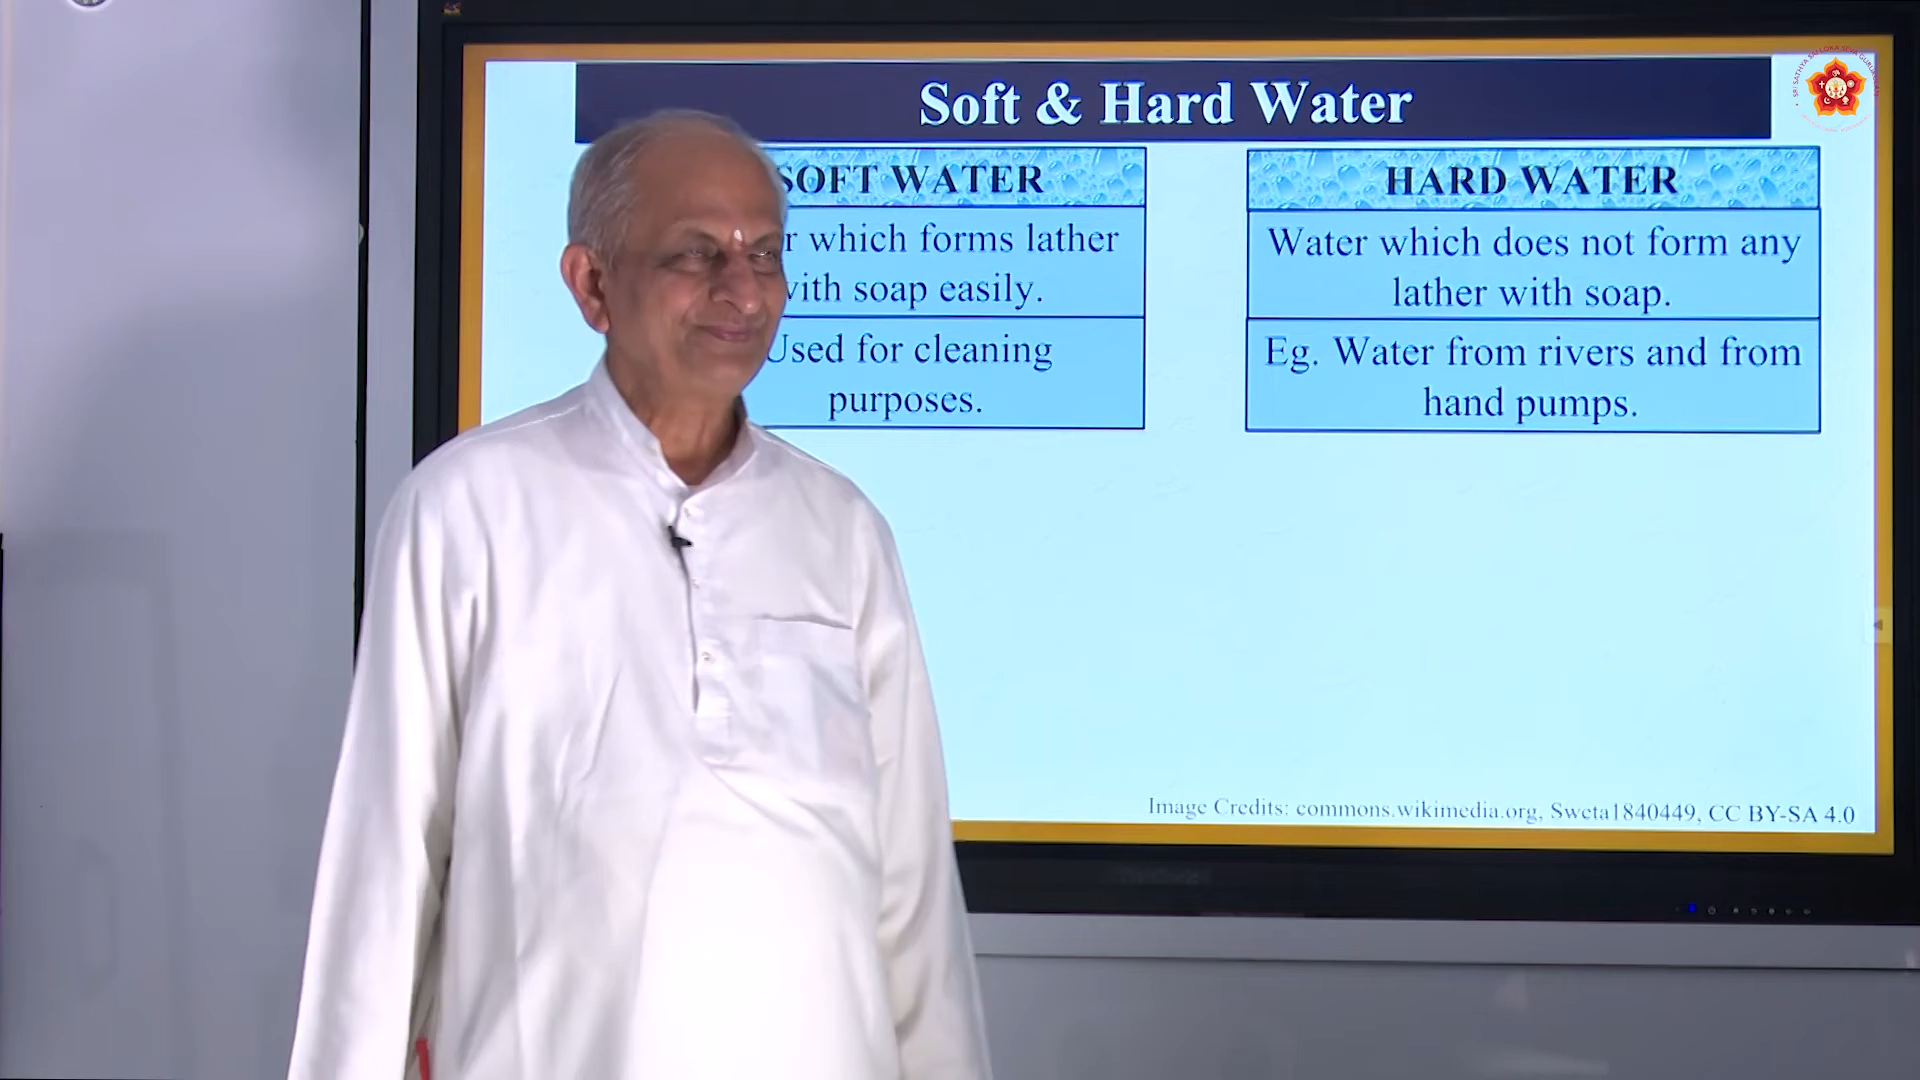 Soft & Hard Water
SOFT WATER
which forms lather
with soap easily.
Used for cleaning
purposes.
HARD WATER
Water which does not form any
lather with soap.
Eg. Water from rivers and from
hand pumps.
Image Credits: commons.wikimedia.org, Sweta1840449, CC BY-SA 4.0